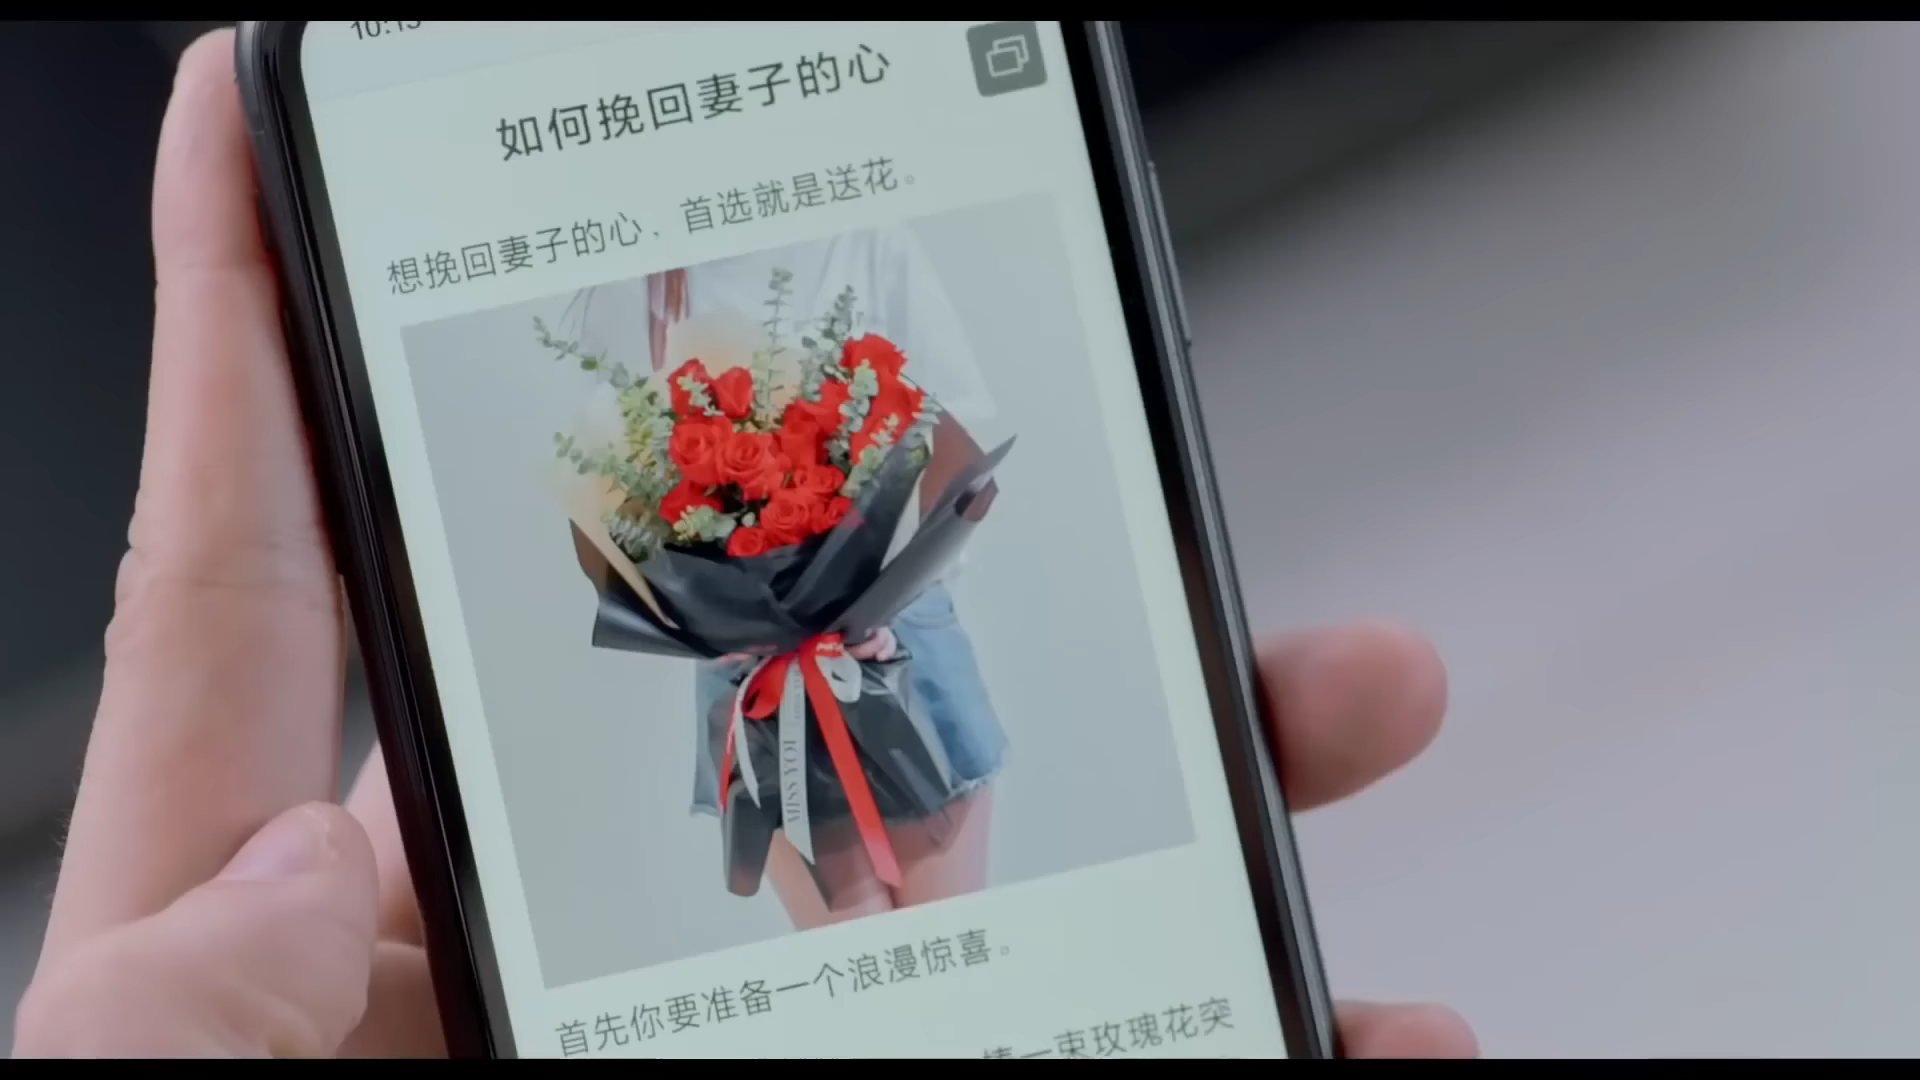 如何挽回妻子的心
想挽回妻子的心、首选就是送花。
MISS YOU
首先你要准备一个浪漫惊喜。
一束玫瑰花突